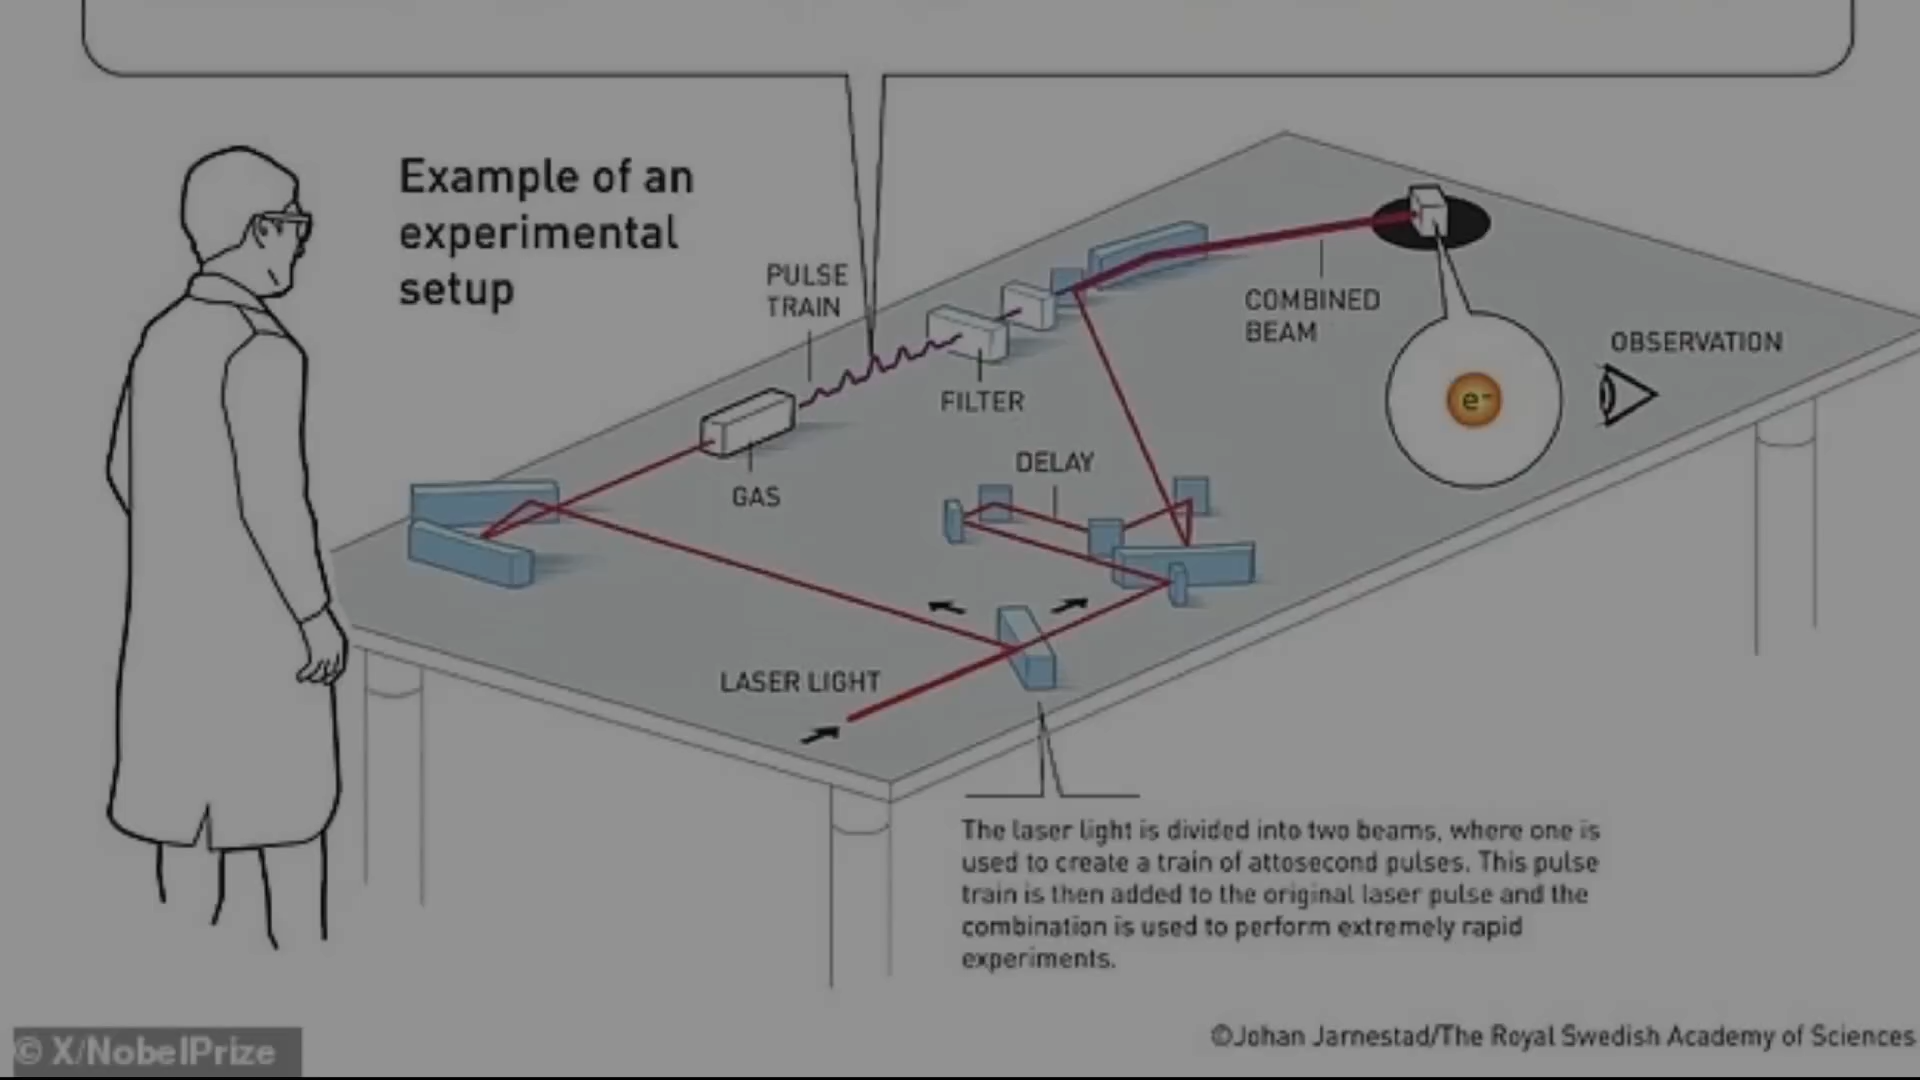 Example of an
experimental
setup
PULSE
TRAIN
COMBINED
BEAM
OBSERVATION
FILTER
e-
DELAY
GAS
LASER LIGHT
The laser light is divided into two beams, where one is
used to create a train of attosecond pulses. This pulse
train is then added to the original laser pulse and the
combination is used to perform extremely rapid
experiments.
©Johan Jarnestad/The Royal Swedish Academy of Sciences
© X/NobelPrize